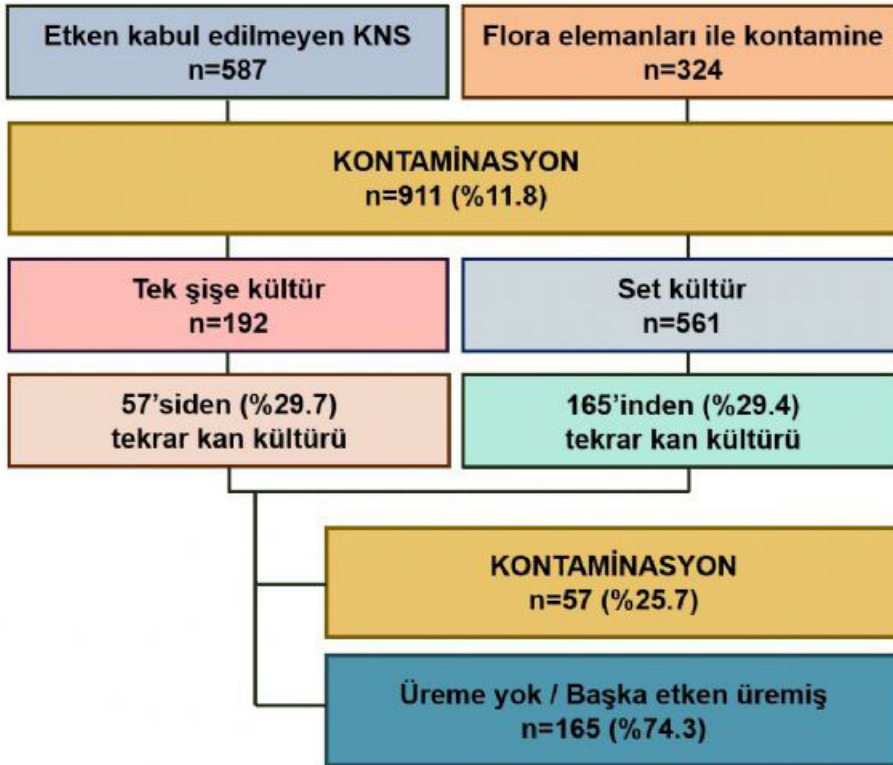 Etken kabul edilmeyen KNS
n=587
Flora elemanları ile kontamine
n=324
KONTAMİNASYON
n=911 (%11.8)
Tek şişe kültür
n=192
Set kültür
n=561
57’siden (%29.7)
tekrar kan kültürü
165’inden (%29.4)
tekrar kan kültürü
KONTAMİNASYON
n=57 (%25.7)
Üreme yok / Başka etken üremiş
n=165 (%74.3)